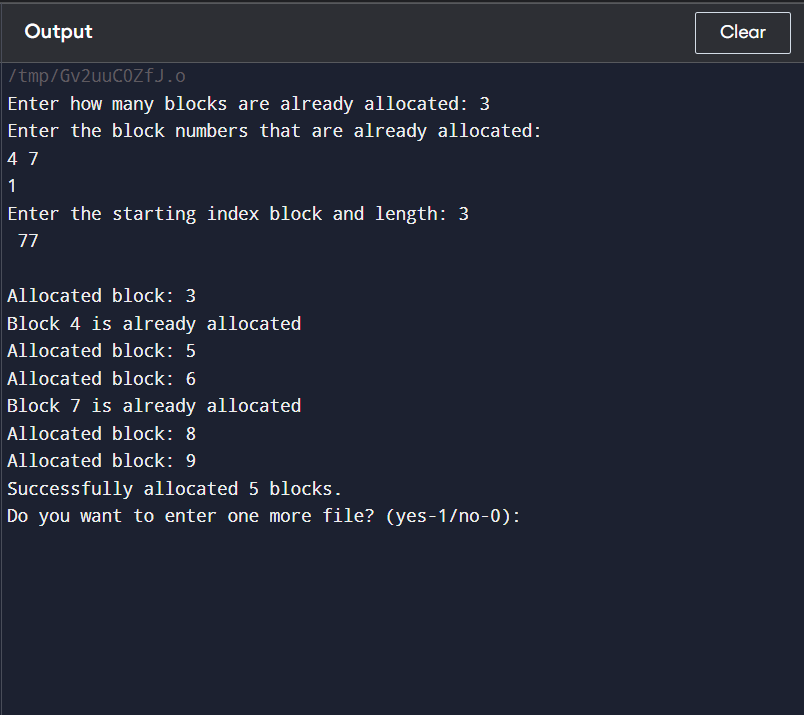 Output
Clear
/tmp/Gv2uuC0ZfJ.o
Enter how many blocks are already allocated: 3
Enter the block numbers that are already allocated:
4 7
1
Enter the starting index block and length: 3
 77

Allocated block: 3
Block 4 is already allocated
Allocated block: 5
Allocated block: 6
Block 7 is already allocated
Allocated block: 8
Allocated block: 9
Successfully allocated 5 blocks.
Do you want to enter one more file? (yes-1/no-0):